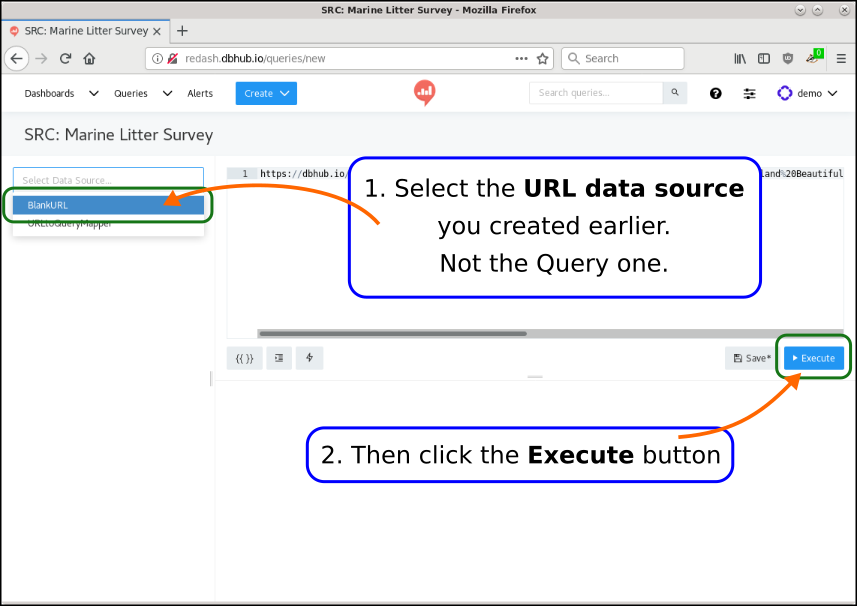 SRC: Marine Litter Survey - Mozilla Firefox
SRC: Marine Litter Survey
redash.dbhub.io/queries/new
Search
0
Dashboards Queries Alerts Create Search queries... demo
SRC: Marine Litter Survey
Select Data Source...
BlankURL
URLtoQueryMapper
1 https://dbhub.io/ land%20Beautiful
1. Select the URL data source
you created earlier.
Not the Query one.
{{ }} Save* Execute
2. Then click the Execute button